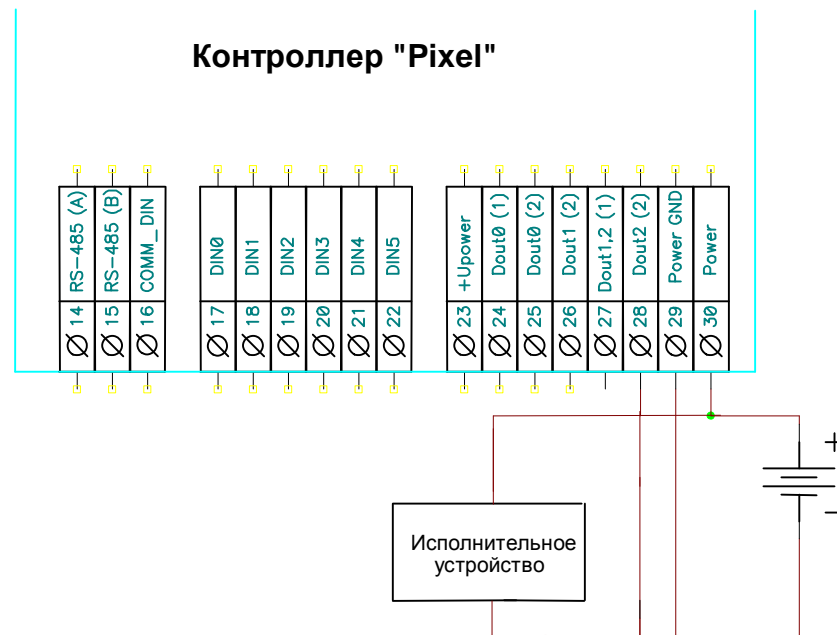 Контроллер "Pixel"
14 RS-485 (A)
15 RS-485 (B)
16 COMM_ DIN
17 DIN0
18 DIN1
19 DIN2
20 DIN3
21 DIN4
22 DIN5
23 +Upower
24 Dout0 (1)
25 Dout0 (2)
26 Dout1 (2)
27 Dout1,2 (1)
28 Dout2 (2)
29 Power GND
30 Power
+
−
Исполнительное
устройство